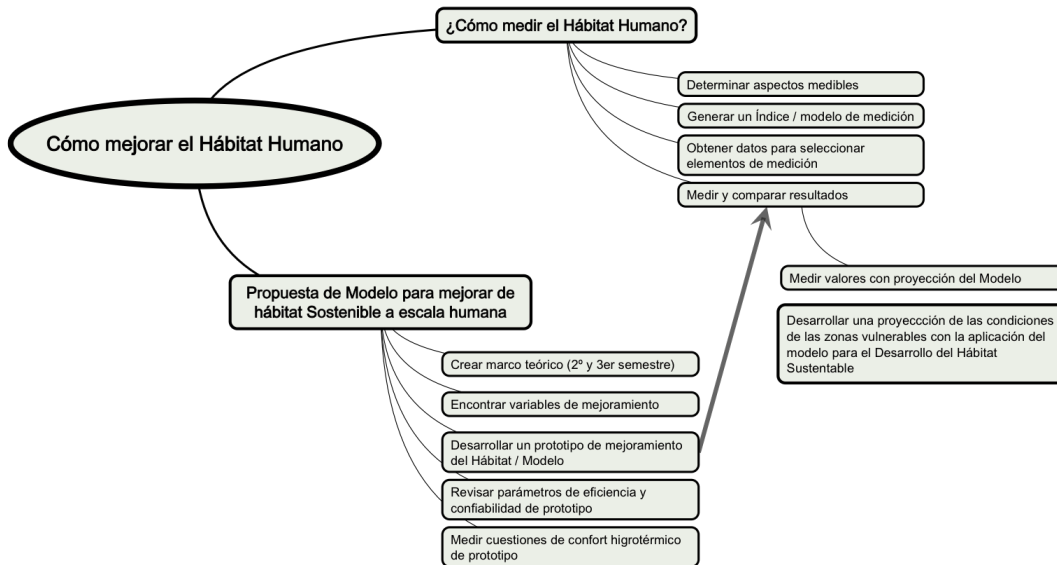 ¿Cómo medir el Hábitat Humano?
Determinar aspectos medibles
Generar un Índice / modelo de medición
Obtener datos para seleccionar
elementos de medición
Medir y comparar resultados
Cómo mejorar el Hábitat Humano
Medir valores con proyección del Modelo
Desarrollar una proyeccción de las condiciones
de las zonas vulnerables con la aplicación del
modelo para el Desarrollo del Hábitat
Sustentable
Propuesta de Modelo para mejorar de
hábitat Sostenible a escala humana
Crear marco teórico (2º y 3er semestre)
Encontrar variables de mejoramiento
Desarrollar un prototipo de mejoramiento
del Hábitat / Modelo
Revisar parámetros de eficiencia y
confiabilidad de prototipo
Medir cuestiones de confort higrotérmico
de prototipo